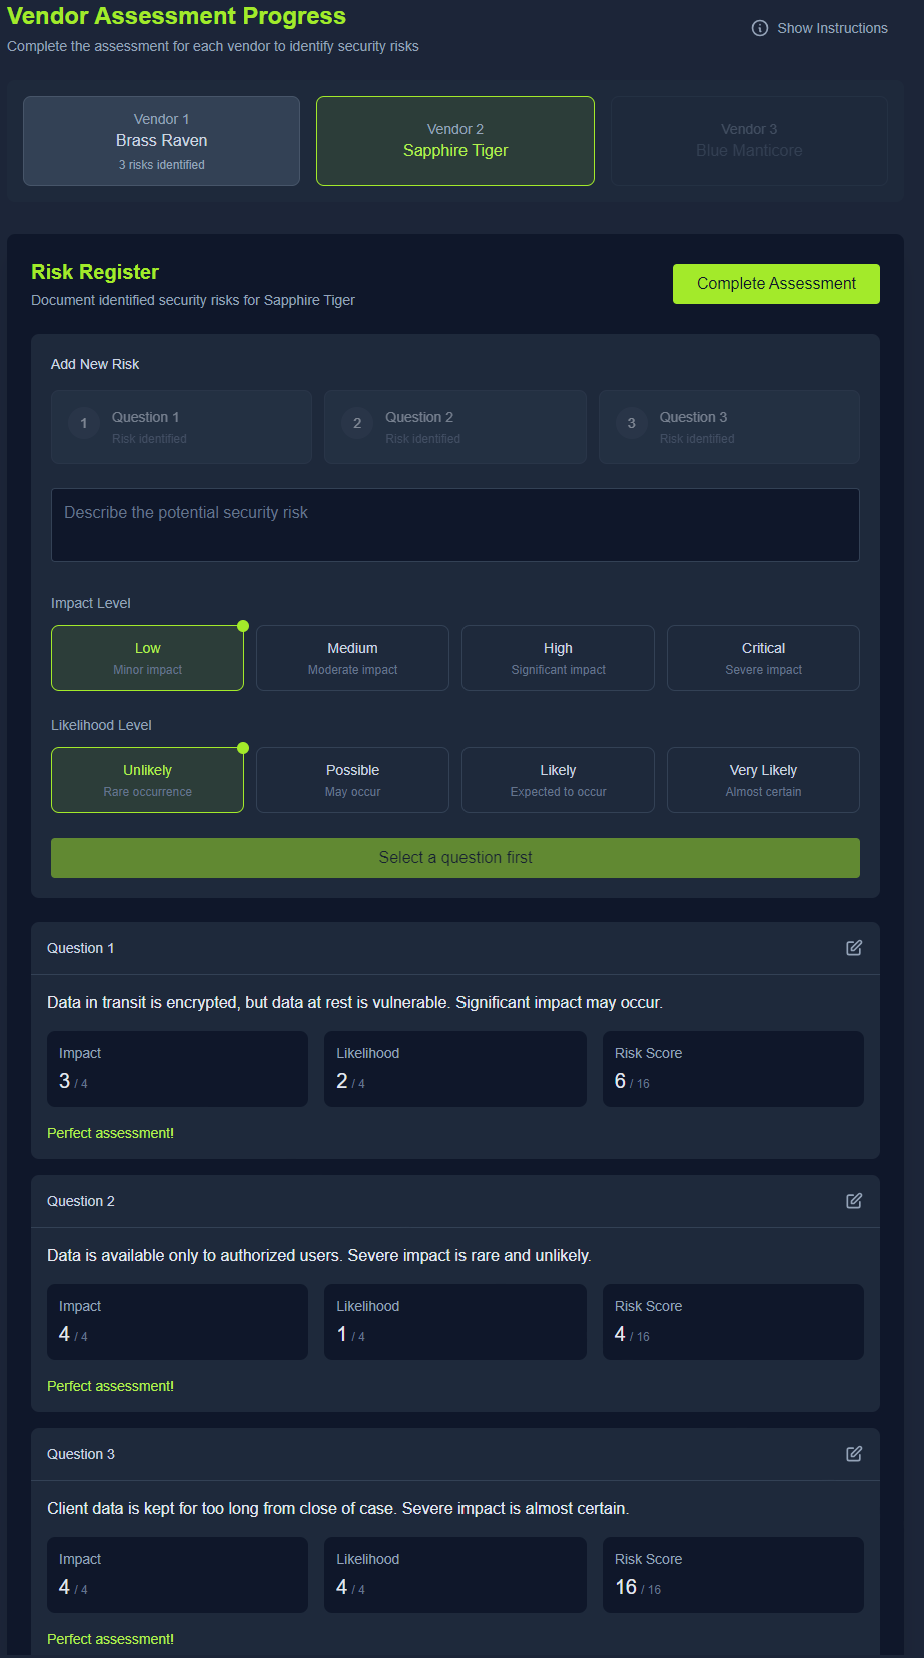 Vendor Assessment Progress
Complete the assessment for each vendor to identify security risks
Show Instructions
Vendor 1
Brass Raven
3 risks identified
Vendor 2
Sapphire Tiger
Vendor 3
Blue Manticore
Risk Register
Document identified security risks for Sapphire Tiger
Complete Assessment
Add New Risk
1
Question 1
Risk identified
2
Question 2
Risk identified
3
Question 3
Risk identified
Describe the potential security risk
Impact Level
Low
Minor impact
Medium
Moderate impact
High
Significant impact
Critical
Severe impact
Likelihood Level
Unlikely
Rare occurrence
Possible
May occur
Likely
Expected to occur
Very Likely
Almost certain
Select a question first
Question 1
Data in transit is encrypted, but data at rest is vulnerable. Significant impact may occur.
Impact
3 / 4
Likelihood
2 / 4
Risk Score
6 / 16
Perfect assessment!
Question 2
Data is available only to authorized users. Severe impact is rare and unlikely.
Impact
4 / 4
Likelihood
1 / 4
Risk Score
4 / 16
Perfect assessment!
Question 3
Client data is kept for too long from close of case. Severe impact is almost certain.
Impact
4 / 4
Likelihood
4 / 4
Risk Score
16 / 16
Perfect assessment!